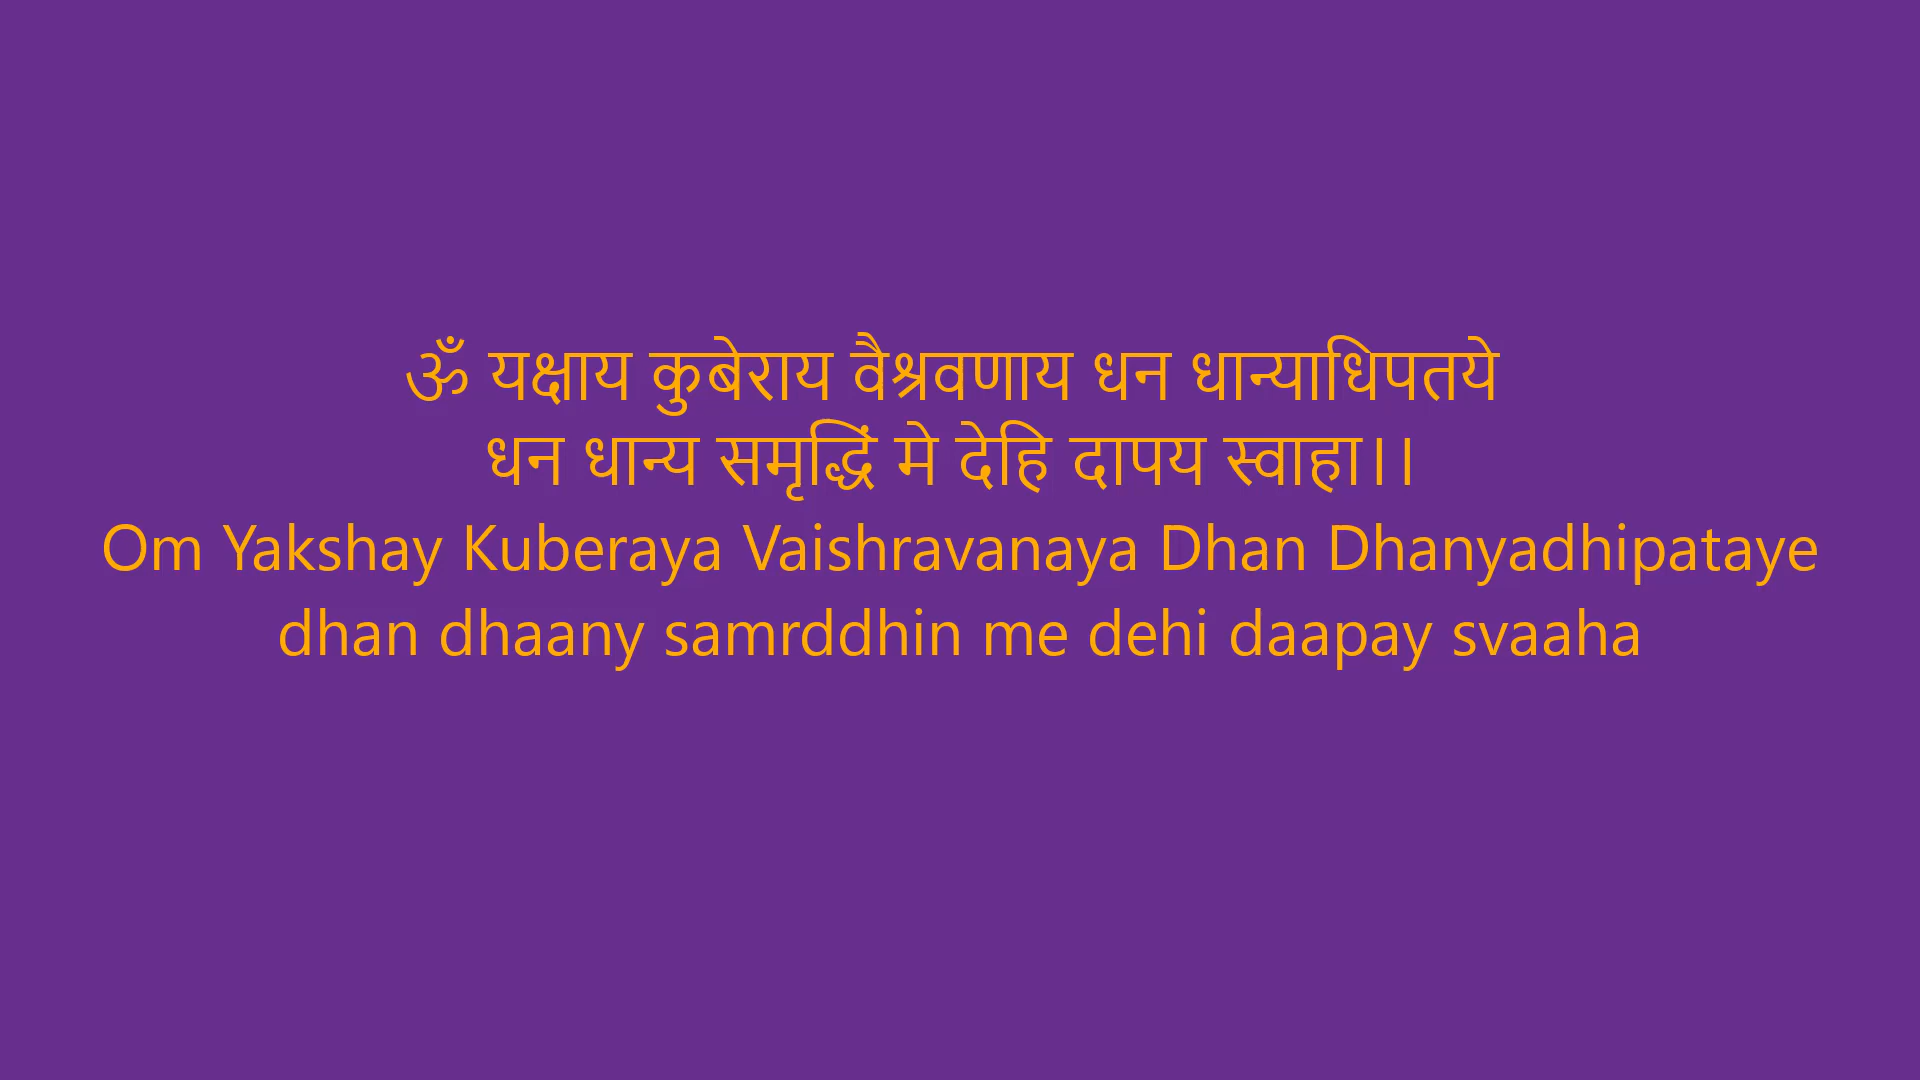 ॐ यक्षाय कुबेराय वैश्रवणाय धन धान्याधिपतये
धन धान्य समृद्धिं मे देहि दापय स्वाहा।।
Om Yakshay Kuberaya Vaishravanaya Dhan Dhanyadhipataye
dhan dhaany samrddhin me dehi daapay svaaha